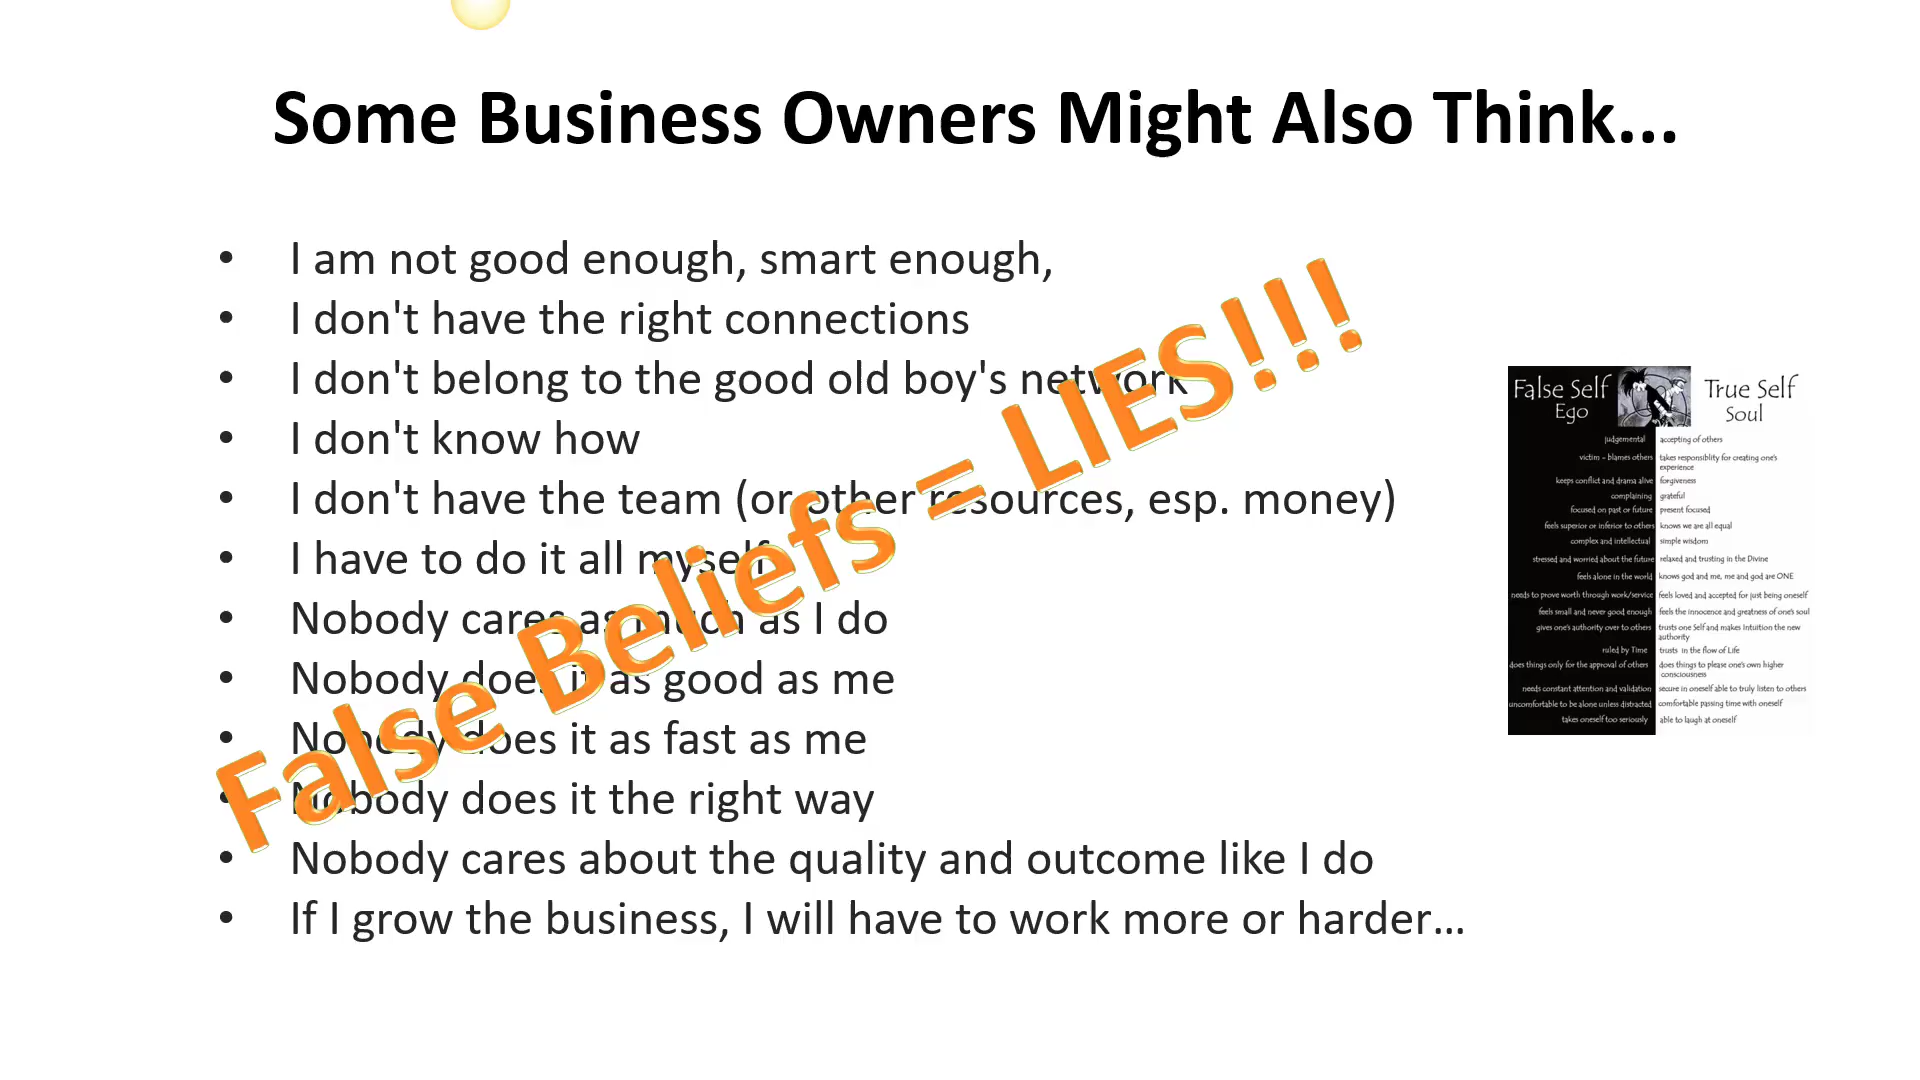 Some Business Owners Might Also Think...
• I am not good enough, smart enough,
• I don't have the right connections
• I don't belong to the good old boy's network
• I don't know how
• I don't have the team (or other resources, esp. money)
• I have to do it all myself
• Nobody cares as much as I do
• Nobody does it as good as me
• Nobody does it as fast as me
• Nobody does it the right way
• Nobody cares about the quality and outcome like I do
• If I grow the business, I will have to work more or harder...
False Beliefs = LIES!!!
False Self True Self
Ego Soul
judgemental accepting of others
victim - blames others takes responsiblity for creating one's
experience
keeps conflict and drama alive forgiveness
complaining grateful
focused on past or future present focused
feels superior or inferior to others knows we are all equal
complex and intellectual simple wisdom
stressed and worried about the future relaxed and trusting in the Divine
feels alone in the world knows god and me, me and god are ONE
needs to prove worth through work/service feels loved and accepted for just being oneself
feels small and never good enough feels the innocence and greatness of one's soul
gives one's authority over to others trusts one Self and makes Intuition the new
authority
ruled by Time trusts in the flow of Life
does things only for the approval of others does things to please one's own higher
consciousness
needs constant attention and validation secure in oneself able to truly listen to others
uncomfortable to be alone unless distracted comfortable passing time with oneself
takes oneself too seriously able to laugh at oneself